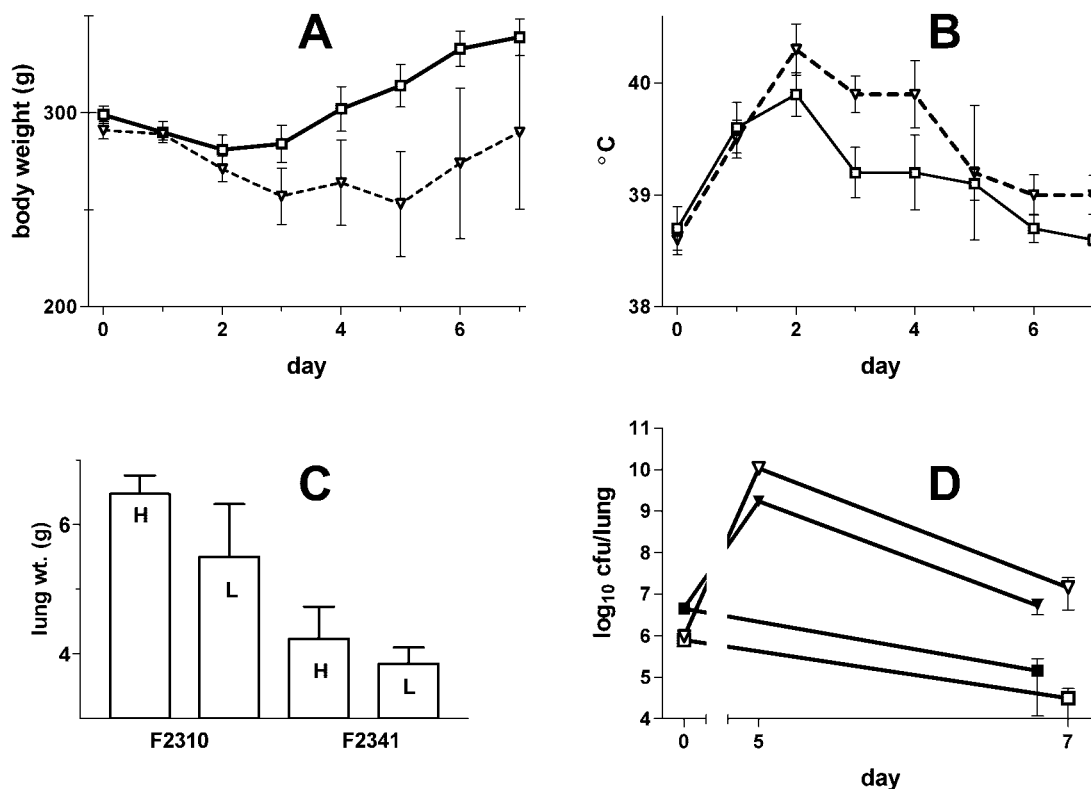 A
body weight (g)
300
200
0 2 4 6
day
B
°C
40
39
38
0 2 4 6
day
C
lung wt. (g)
6
4
H
L
H
L
F2310 F2341
D
log10 cfu/lung
11
10
9
8
7
6
5
4
0 5 7
day